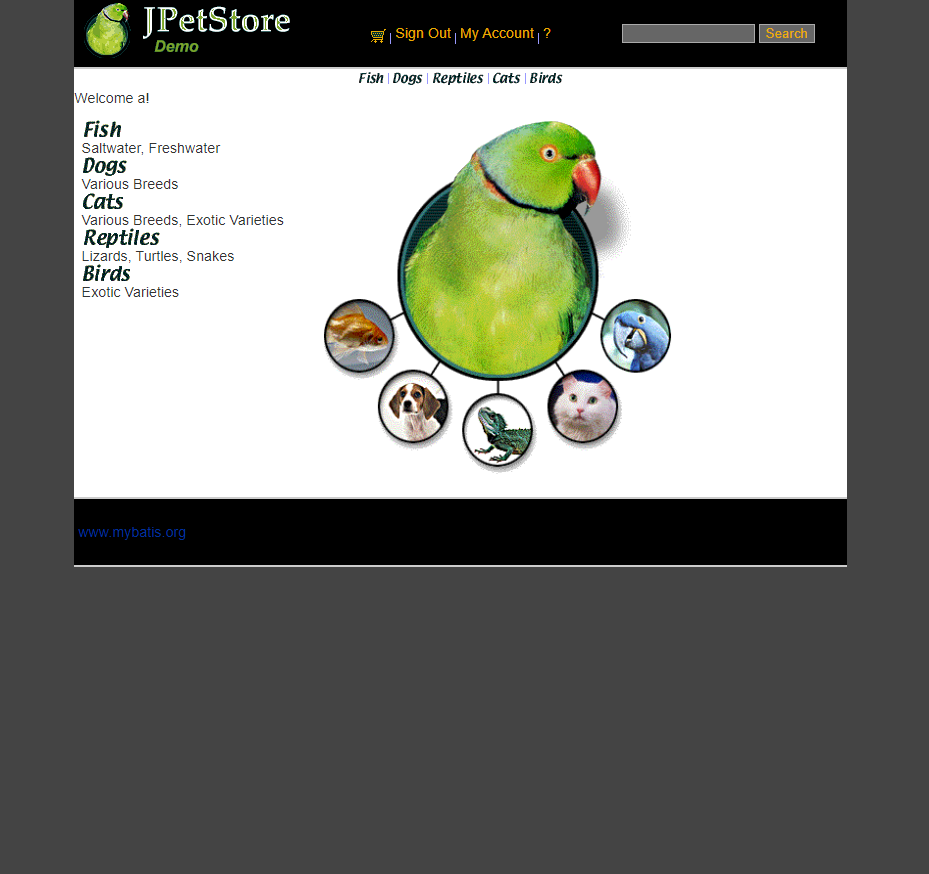 JPetStore
Demo
Sign Out | My Account | ?
Search
Fish | Dogs | Reptiles | Cats | Birds
Welcome a!
Fish
Saltwater, Freshwater
Dogs
Various Breeds
Cats
Various Breeds, Exotic Varieties
Reptiles
Lizards, Turtles, Snakes
Birds
Exotic Varieties
www.mybatis.org